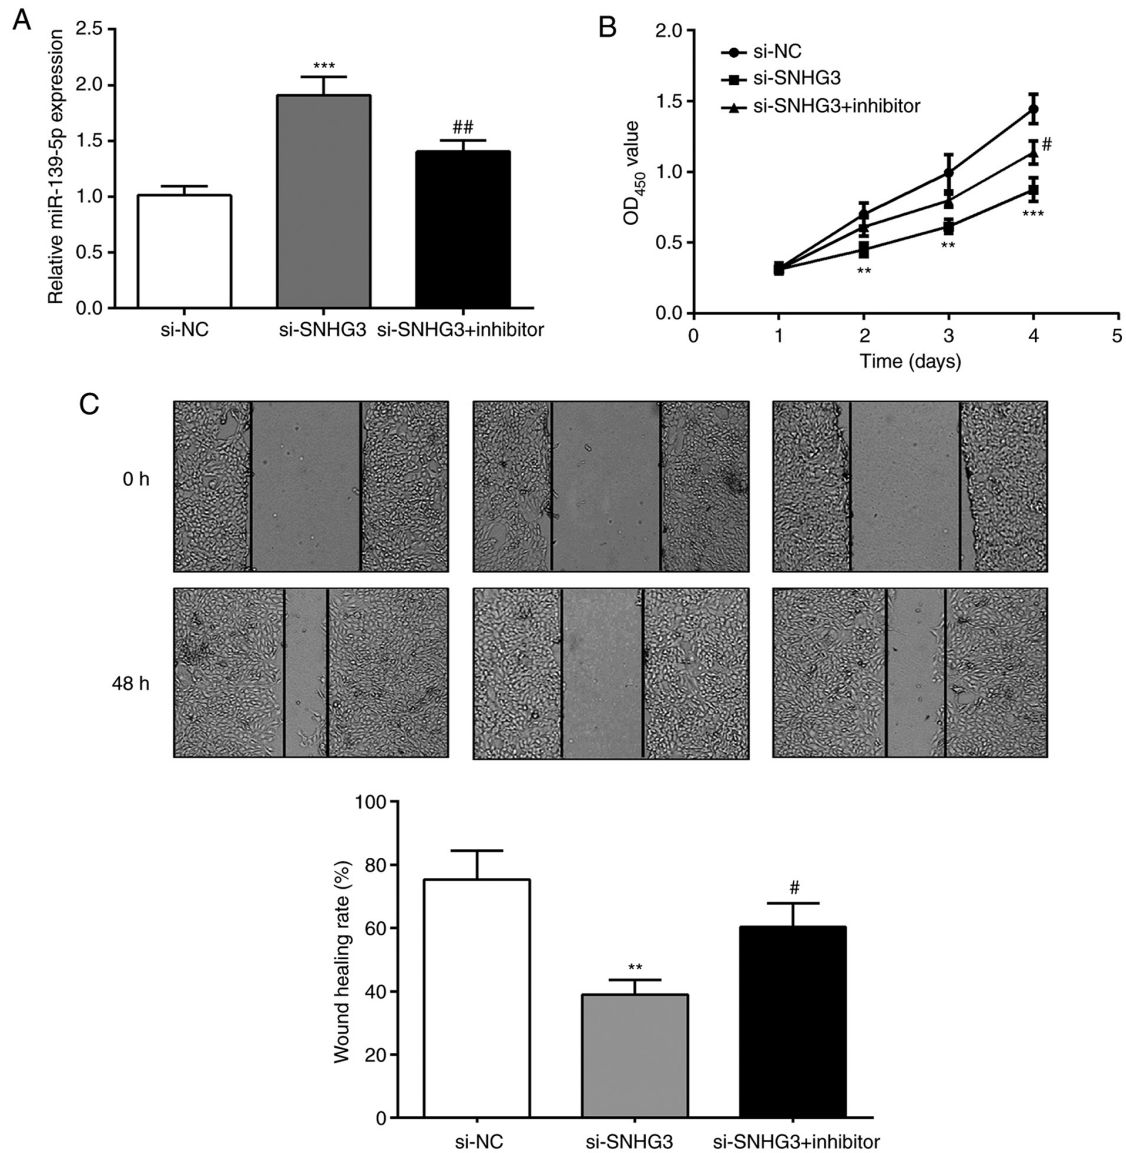 A
Relative miR-139-5p expression
2.5
2.0
1.5
1.0
0.5
0.0
***
##
si-NC
si-SNHG3
si-SNHG3+inhibitor
B
OD450 value
2.0
1.5
1.0
0.5
0.0
si-NC
si-SNHG3
si-SNHG3+inhibitor
#
**
**
***
0 1 2 3 4 5
Time (days)
C
0 h
48 h
Wound healing rate (%)
100
80
60
40
20
0
**
#
si-NC
si-SNHG3
si-SNHG3+inhibitor